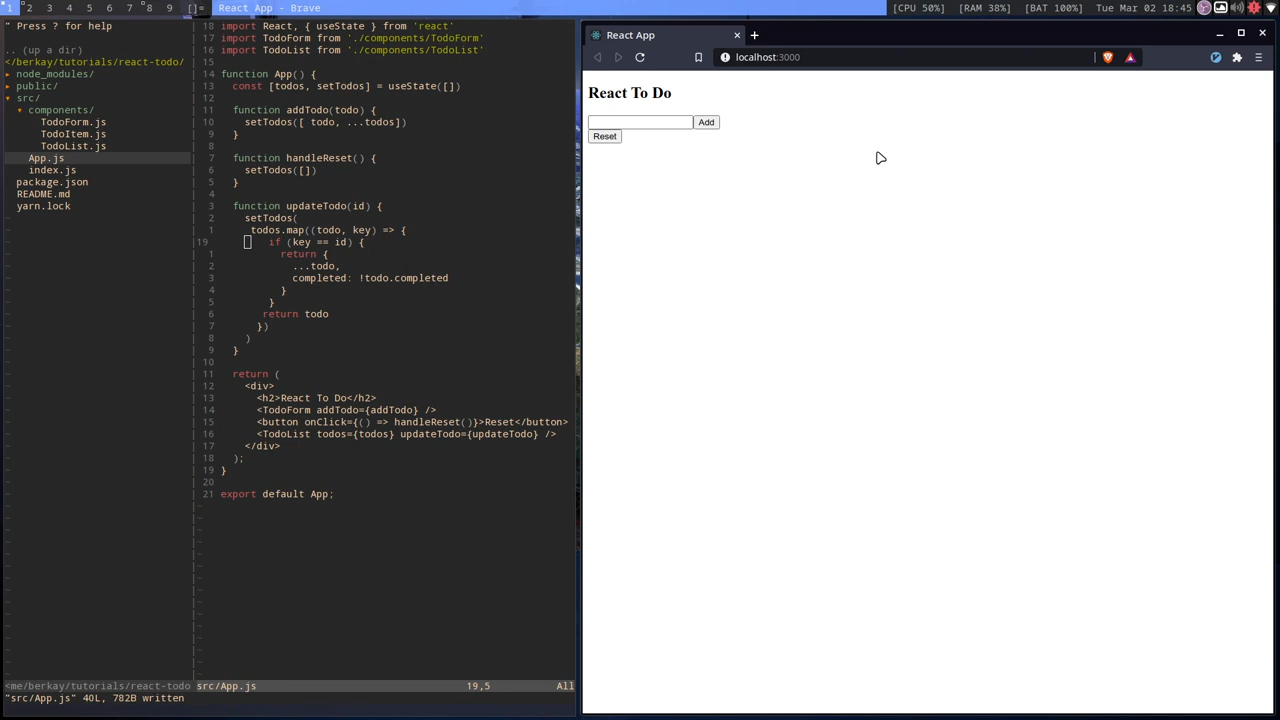 1 2 3 4 5 6 7 8 9 []= React App - Brave [CPU 50%] [RAM 38%] [BAT 100%] Tue Mar 02 18:45
" Press ? for help
.. (up a dir)
</berkay/tutorials/react-todo/
▸ node_modules/
▸ public/
▾ src/
▾ components/
TodoForm.js
TodoItem.js
TodoList.js
App.js
index.js
package.json
README.md
yarn.lock
18 import React, { useState } from 'react'
17 import TodoForm from './components/TodoForm'
16 import TodoList from './components/TodoList'
15
14 function App() {
13   const [todos, setTodos] = useState([])
12
11   function addTodo(todo) {
10     setTodos([ todo, ...todos])
9   }
8
7   function handleReset() {
6     setTodos([])
5   }
4
3   function updateTodo(id) {
2     setTodos(
1      todos.map((todo, key) => {
19         if (key == id) {
1           return {
2             ...todo,
3             completed: !todo.completed
4           }
5         }
6        return todo
7       })
8     )
9   }
10
11   return (
12     <div>
13       <h2>React To Do</h2>
14       <TodoForm addTodo={addTodo} />
15       <button onClick={() => handleReset()}>Reset</button>
16       <TodoList todos={todos} updateTodo={updateTodo} />
17     </div>
18   );
19 }
20
21 export default App;
<me/berkay/tutorials/react-todo src/App.js 19,5 All
"src/App.js" 40L, 782B written
React App
localhost:3000
React To Do
Add
Reset